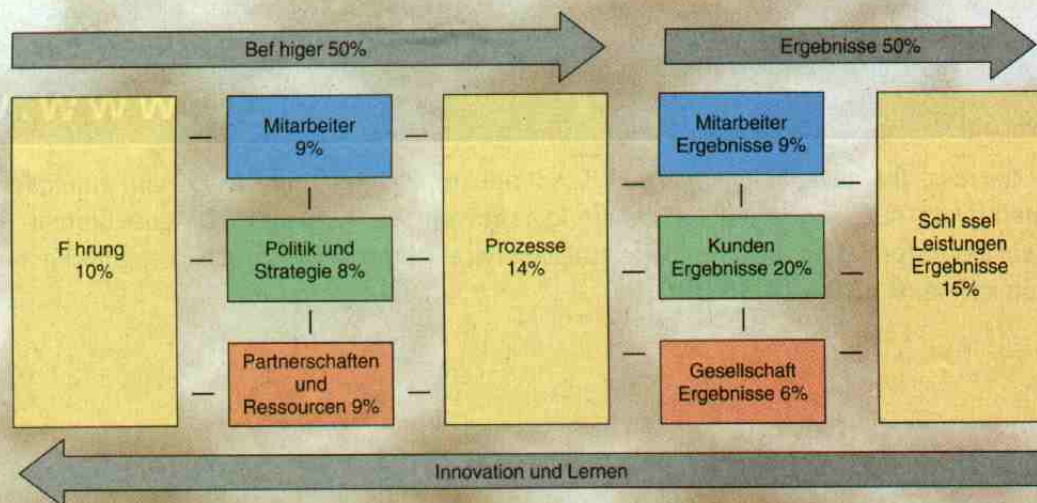 Bef higer 50%
Ergebnisse 50%
W W W .
F hrung
10%
Mitarbeiter
9%
Politik und
Strategie 8%
Partnerschaften
und
Ressourcen 9%
Prozesse
14%
Mitarbeiter
Ergebnisse 9%
Kunden
Ergebnisse 20%
Gesellschaft
Ergebnisse 6%
Schl ssel
Leistungen
Ergebnisse
15%
Innovation und Lernen